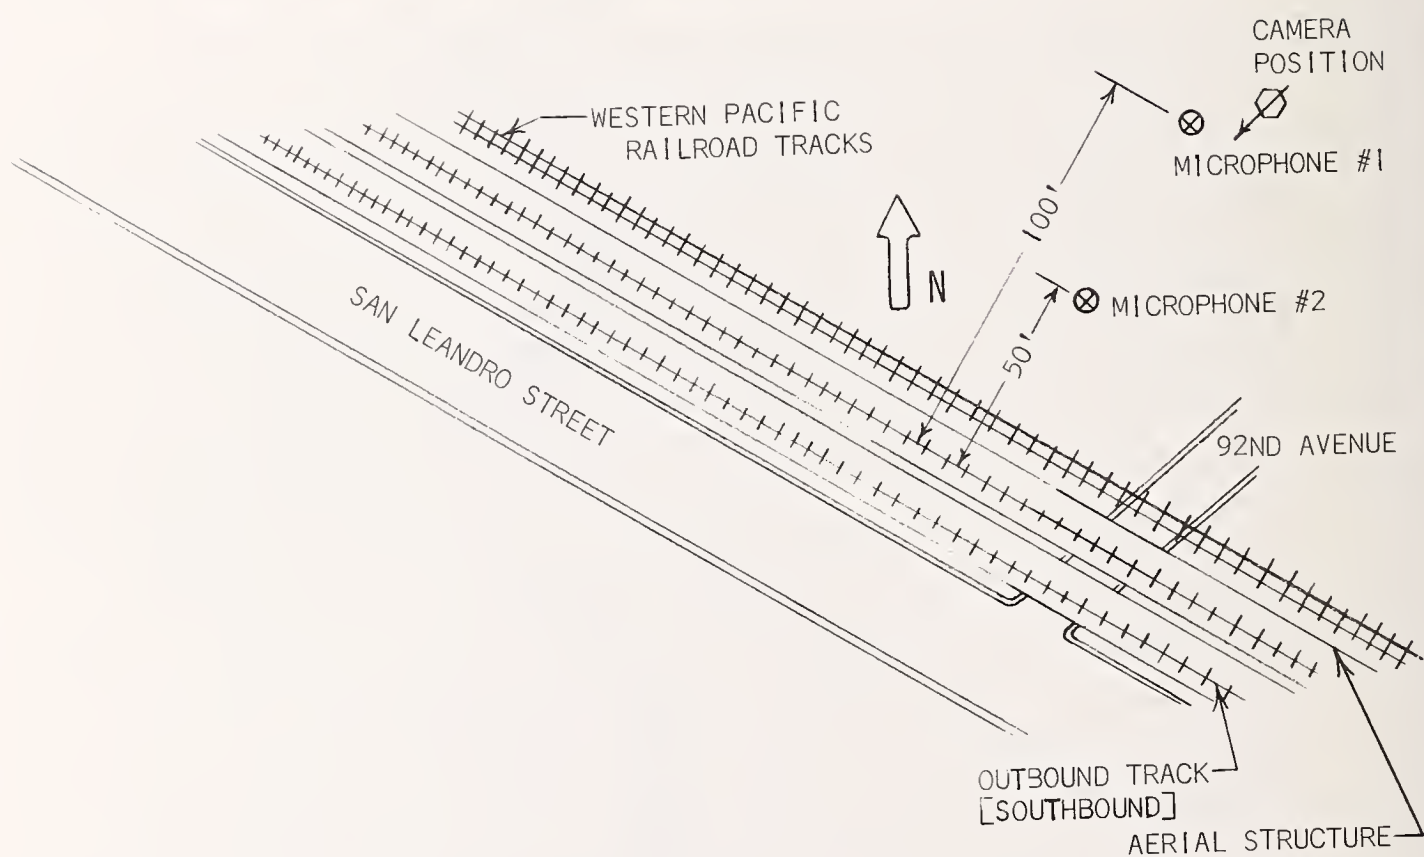 CAMERA
POSITION
WESTERN PACIFIC
RAILROAD TRACKS
MICROPHONE #1
100'
N
MICROPHONE #2
50'
SAN LEANDRO STREET
92ND AVENUE
OUTBOUND TRACK
[SOUTHBOUND]
AERIAL STRUCTURE